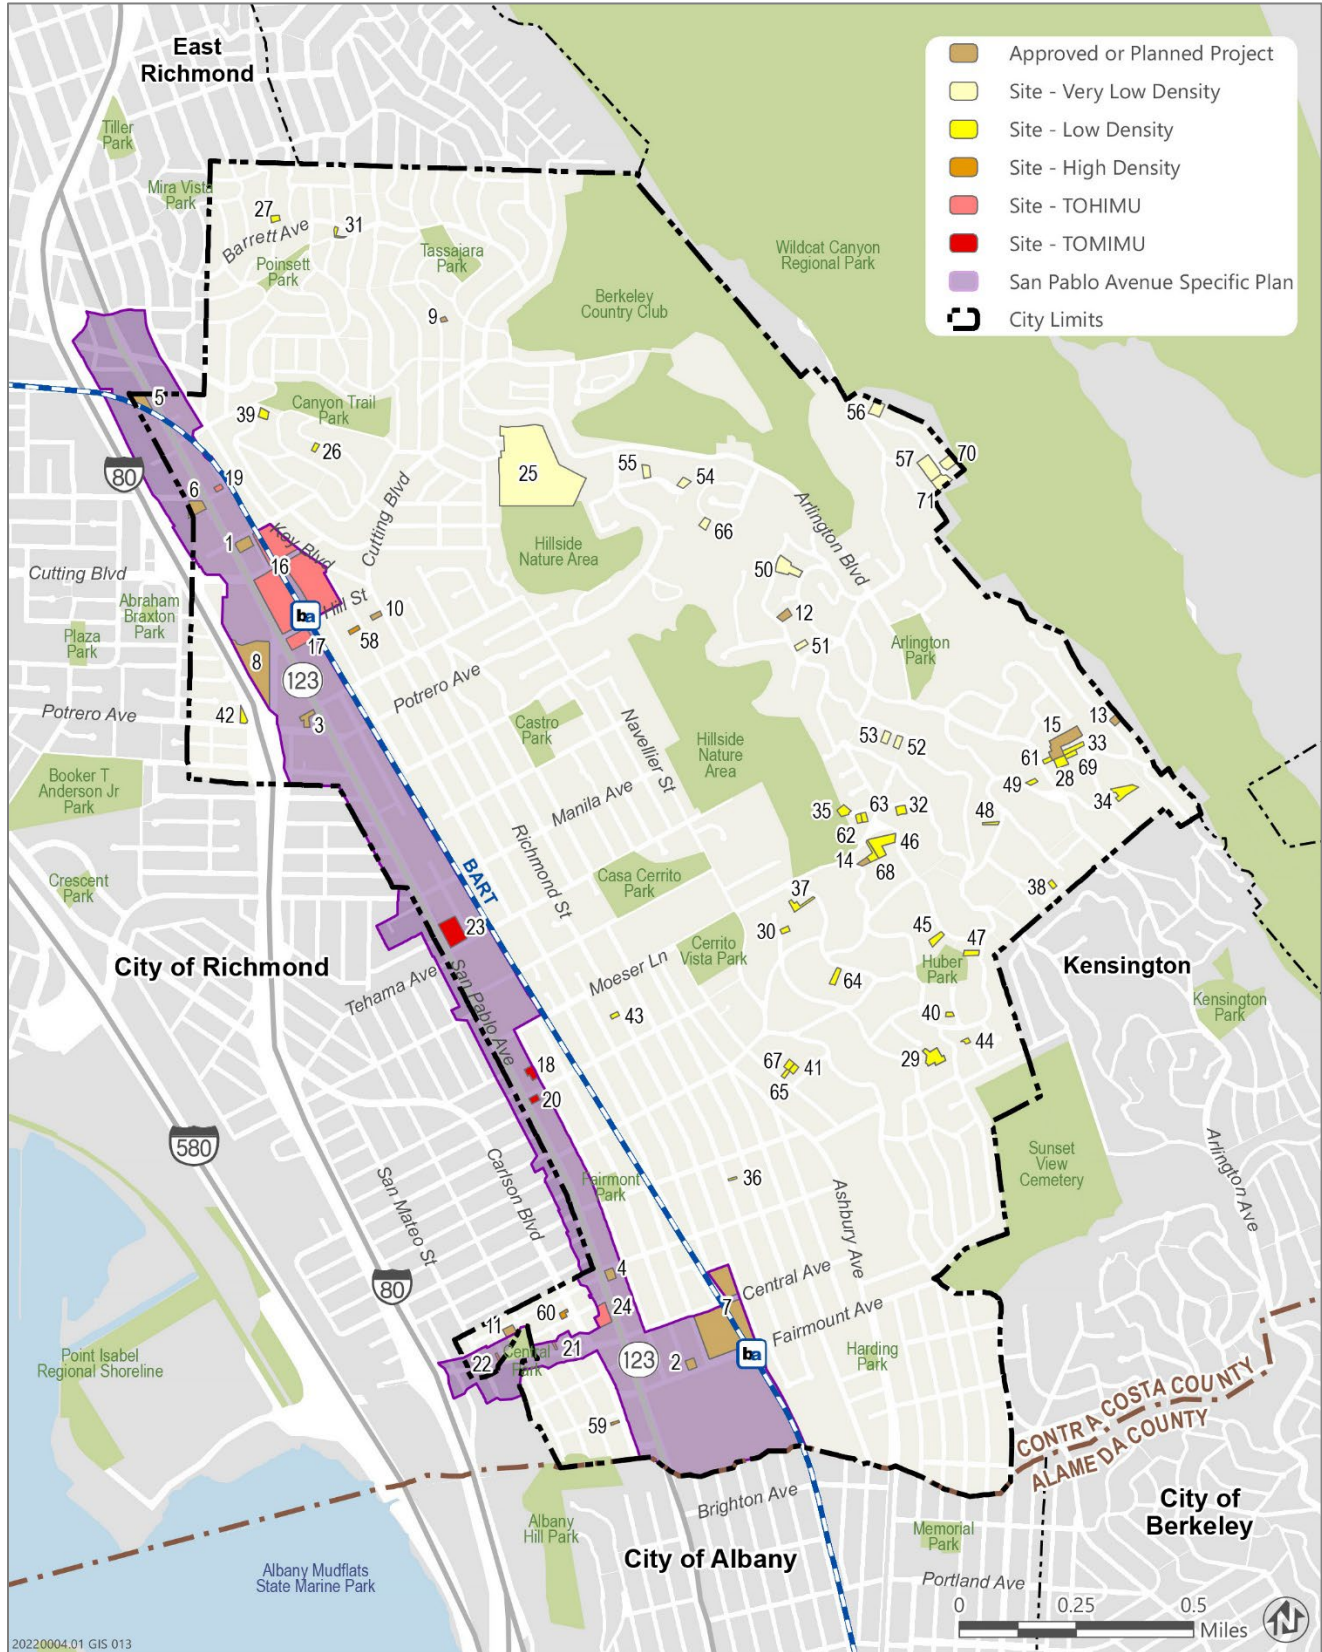 East
Richmond
Approved or Planned Project
Site - Very Low Density
Site - Low Density
Site - High Density
Site - TOHIMU
Site - TOMIMU
San Pablo Avenue Specific Plan
City Limits
Tiller
Park
Mira Vista
Park
27
Barrett Ave
31
Poinsett
Park
Tassajara
Park
Wildcat Canyon
Regional Park
Berkeley
Country Club
9
5
39
Canyon Trail
Park
26
56
80
19
6
25
55
54
57
70
71
Cutting Blvd
Arlington Blvd
66
1
Key Blvd
16
Hillside
Nature Area
50
Cutting Blvd
Abraham
Braxton
Park
ba
Hill St
10
58
12
Plaza
Park
17
51
Arlington
Park
8
123
Potrero Ave
Potrero Ave
42
3
Castro
Park
Navellier St
Hillside
Nature
Area
53
52
15
13
33
61
69
28
49
34
Booker T
Anderson Jr
Park
Manila Ave
35
63
32
48
62
46
14
68
Richmond St
BART
Crescent
Park
Casa Cerrito
Park
37
38
23
30
45
47
City of Richmond
Cerrito
Vista Park
Huber
Park
Kensington
Tehama Ave
San Pablo Ave
Moeser Ln
64
Kensington
Park
43
40
44
18
67
41
29
65
20
580
Carlson Blvd
Sunset
View
Cemetery
Arlington Ave
San Mateo St
Fairmont
Park
36
Ashbury Ave
80
4
Central Ave
60
24
7
Fairmount Ave
11
21
22
Central
Park
123
2
ba
Harding
Park
Point Isabel
Regional Shoreline
59
CONTRA COSTA COUNTY
ALAMEDA COUNTY
Brighton Ave
City of
Berkeley
Albany
Hill Park
Memorial
Park
City of Albany
Albany Mudflats
State Marine Park
Portland Ave
0 0.25 0.5
Miles
N
20220004.01 GIS 013